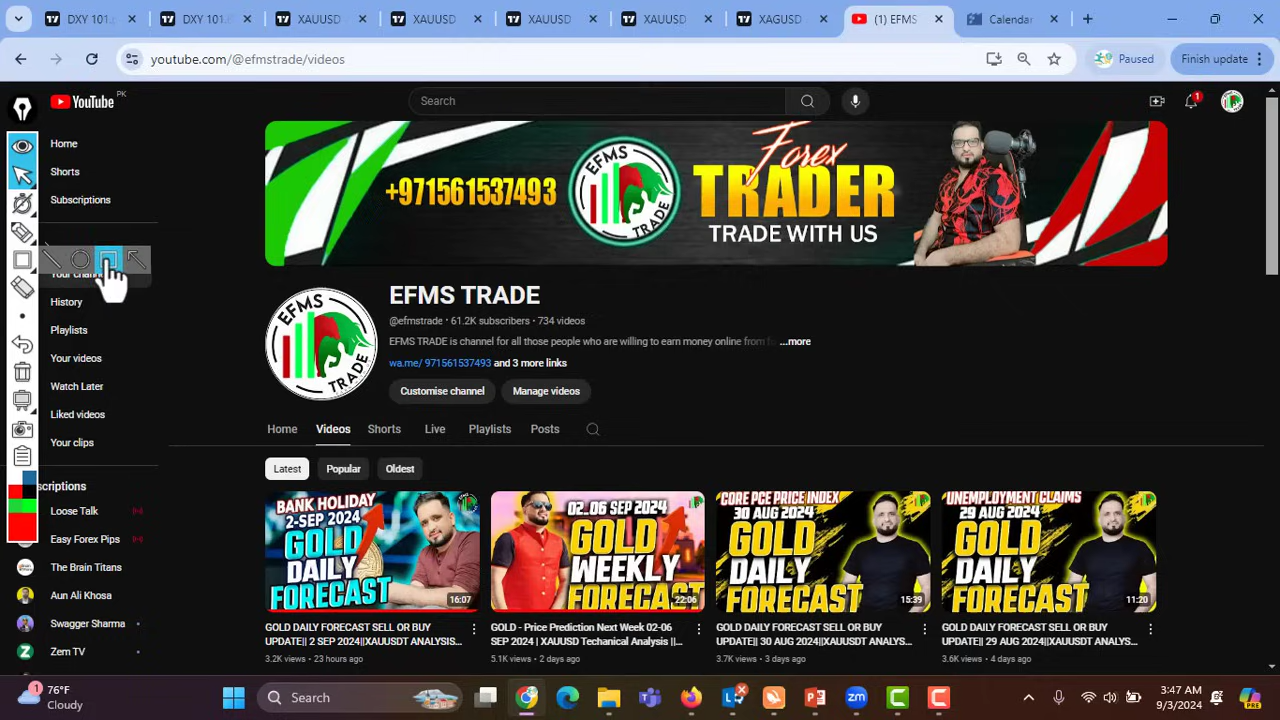 DXY 101.
DXY 101.
XAUUSD
XAUUSD
XAUUSD
XAUUSD
XAGUSD
(1) EFMS
Calendar
youtube.com/@efmstrade/videos
Paused
Finish update
YouTube PK
Search
1
Home
Shorts
Subscriptions
History
Playlists
Your videos
Watch Later
Liked videos
Your clips
Loose Talk
Easy Forex Pips
The Brain Titans
Aun Ali Khosa
Swagger Sharma
Zem TV
+971561537493
EFMS
TRADE
Forex
TRADER
TRADE WITH US
EFMS
TRADE
EFMS TRADE
@efmstrade • 61.2K subscribers • 734 videos
EFMS TRADE is channel for all those people who are willing to earn money online from ...more
wa.me/ 971561537493 and 3 more links
Customise channel
Manage videos
Home
Videos
Shorts
Live
Playlists
Posts
Latest
Popular
Oldest
BANK HOLIDAY
2-SEP 2024
GOLD
DAILY
FORECAST
16:07
02..06 SEP 2024
GOLD
WEEKLY
FORECAST
22:06
CORE PCE PRICE INDEX
30 AUG 2024
GOLD
DAILY
FORECAST
15:39
UNEMPLOYMENT CLAIMS
29 AUG 2024
GOLD
DAILY
FORECAST
11:20
GOLD DAILY FORECAST SELL OR BUY
UPDATE|| 2 SEP 2024||XAUUSDT ANALYSIS...
3.2K views • 23 hours ago
GOLD - Price Prediction Next Week 02-06
SEP 2024 | XAUUSD Techanical Analysis ||...
5.1K views • 2 days ago
GOLD DAILY FORECAST SELL OR BUY
UPDATE|| 30 AUG 2024||XAUUSDT ANALYS...
3.7K views • 3 days ago
GOLD DAILY FORECAST SELL OR BUY
UPDATE|| 29 AUG 2024||XAUUSDT ANALYS...
3.6K views • 4 days ago
1
76°F
Cloudy
Search
3:47 AM
9/3/2024